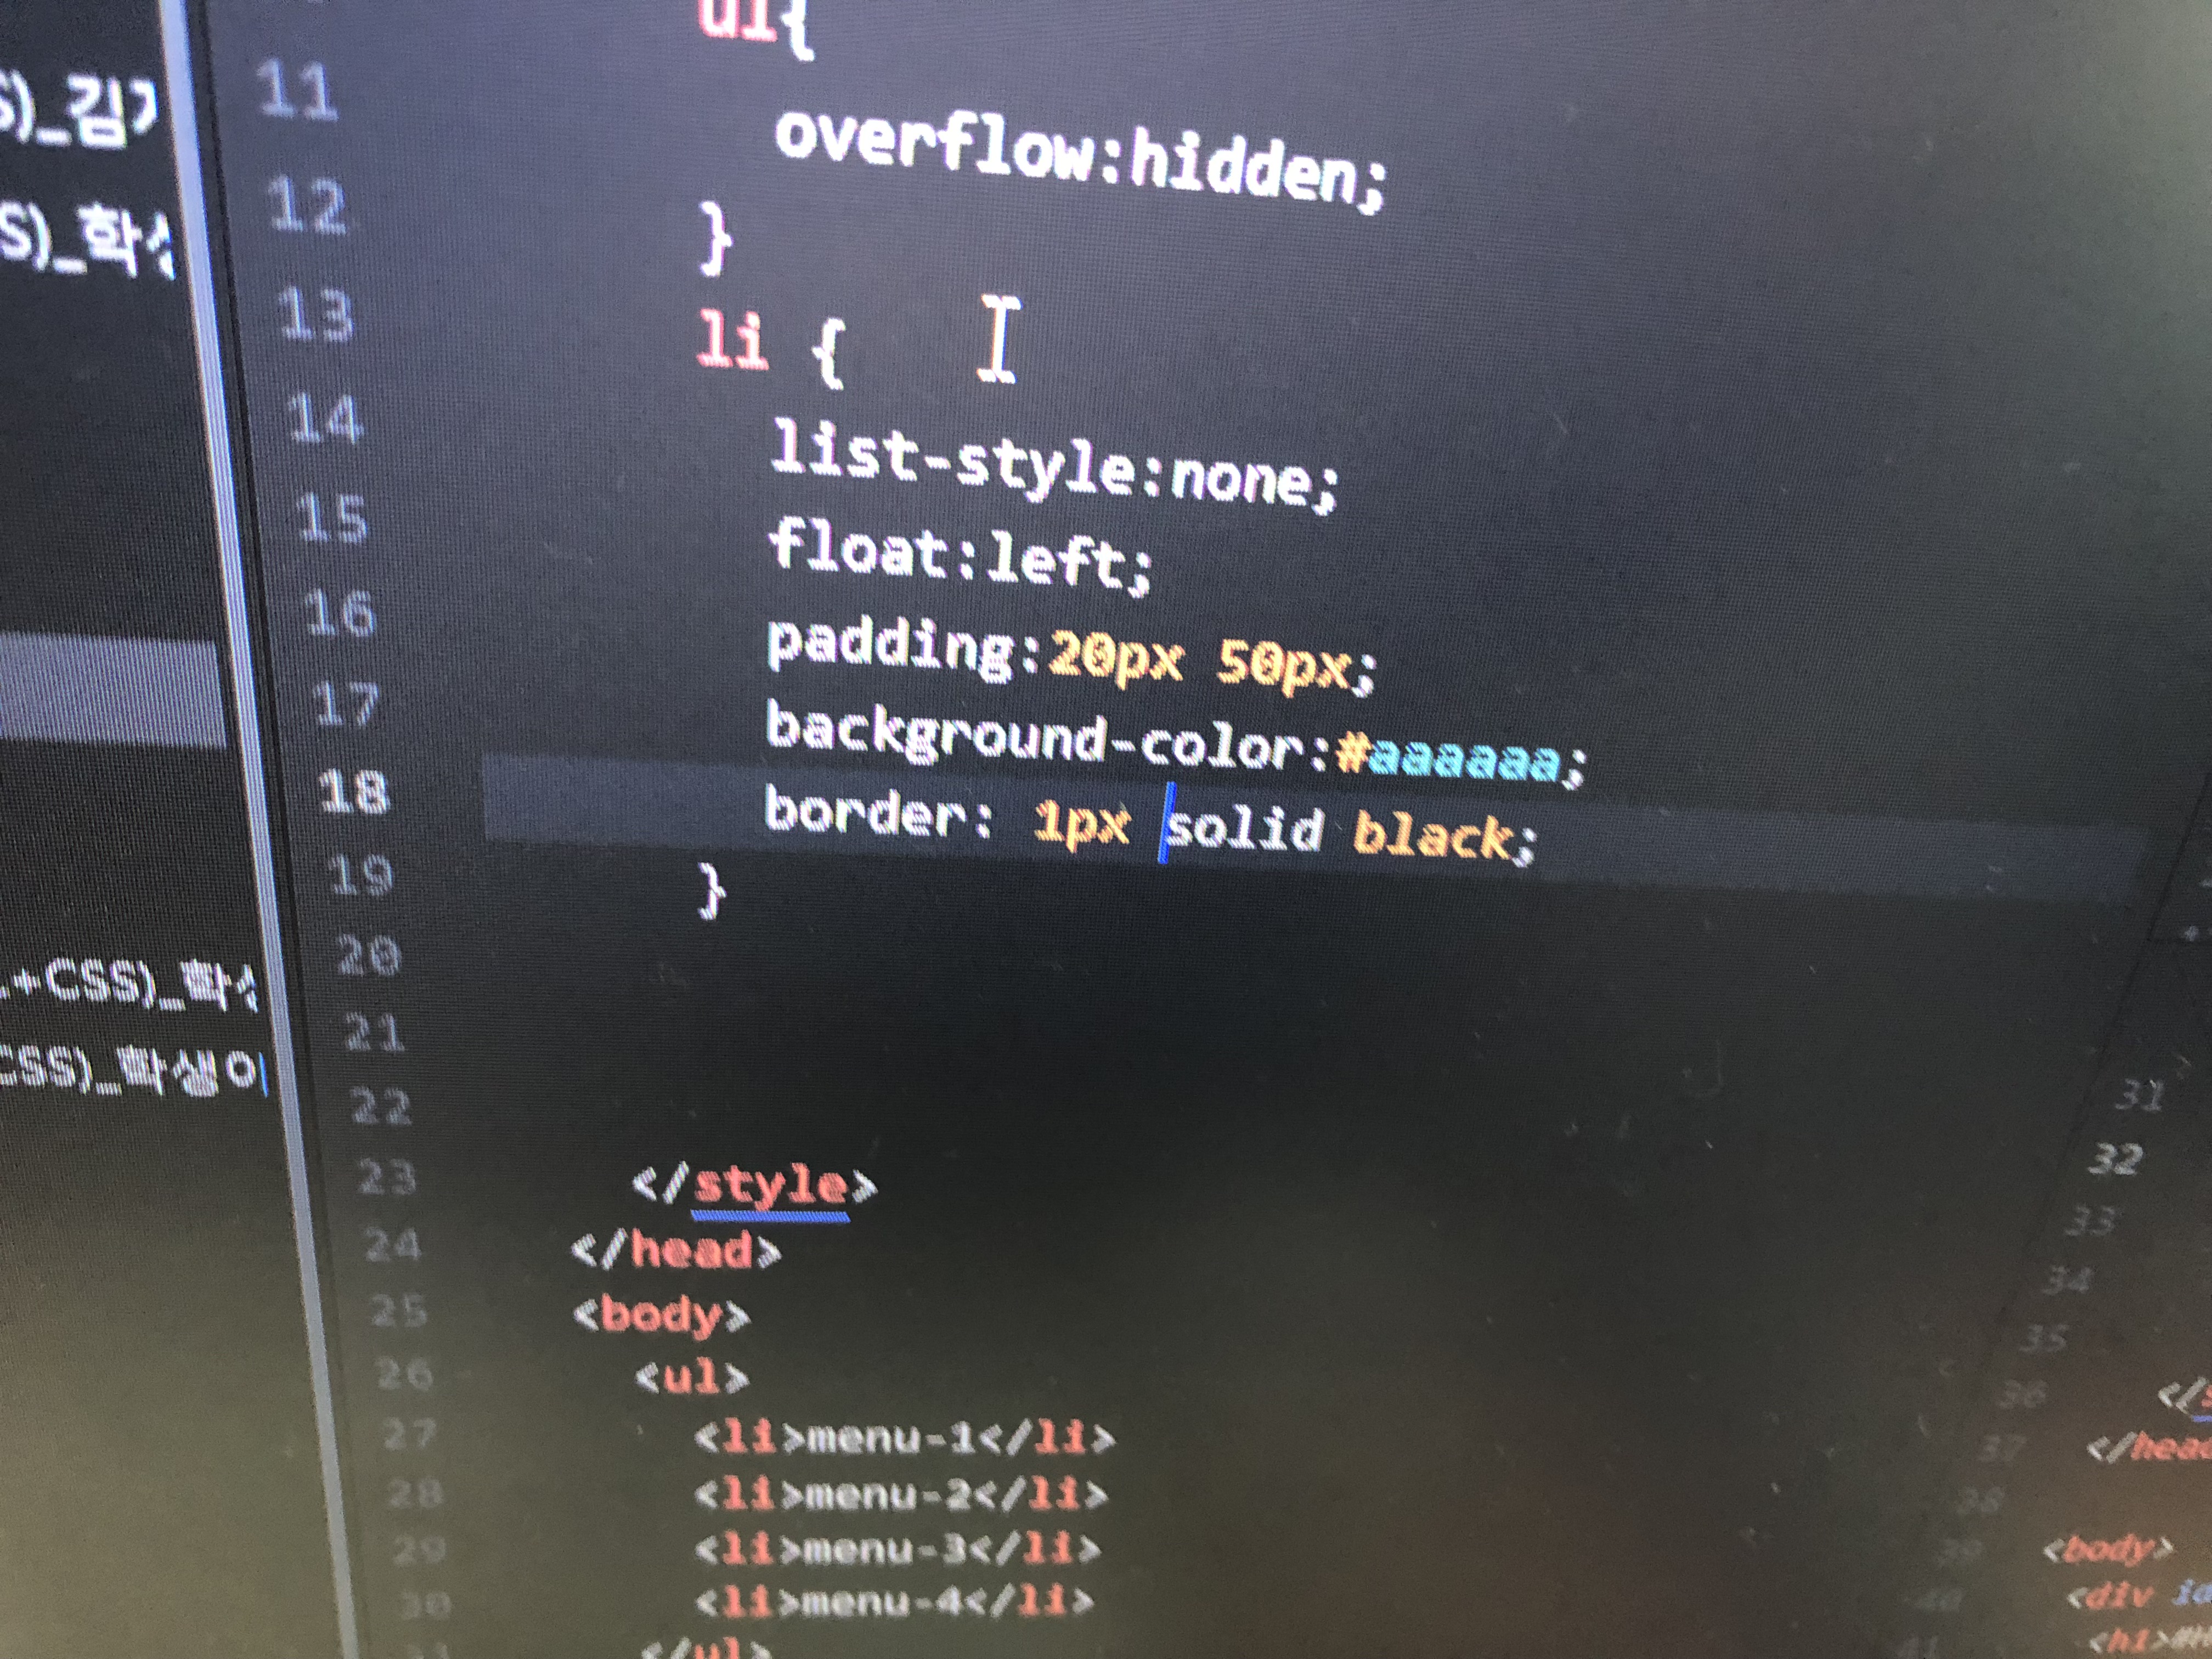 S)_김기
S)_학생
.+CSS)_학생
CSS)_학생이
ul{
11 overflow:hidden;
12 }
13 li {
14 list-style:none;
15 float:left;
16 padding:20px 50px;
17 background-color:#aaaaaa;
18 border: 1px solid black;
19 }
20
21
22
23 </style>
24 </head>
25 <body>
26 <ul>
27 <li>menu-1</li>
28 <li>menu-2</li>
29 <li>menu-3</li>
30 <li>menu-4</li>
31 </ul>
31
32
33
34
35
36 </s
37 </head
38
39 <body>
40 <div id
41 <h1>